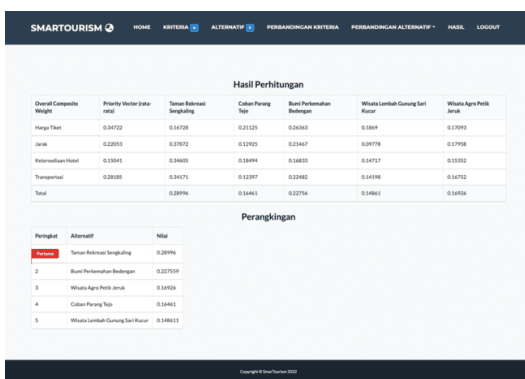 SMARTOURISM HOME KRITERIA ALTERNATIF PERBANDINGAN KRITERIA PERBANDINGAN ALTERNATIF HASIL LOGOUT
Hasil Perhitungan
Overall Composite Weight Priority Vector (rata-rata) Taman Rekreasi Sengkaling Coban Parang Tejo Bumi Perkemahan Bedengan Wisata Lembah Gunung Sari Kucur Wisata Agro Petik Jeruk
Harga Tiket 0.34722 0.16728 0.21125 0.26363 0.1869 0.17093
Jarak 0.22053 0.37872 0.12925 0.21467 0.09778 0.17958
Ketersediaan Hotel 0.15041 0.34605 0.18494 0.16833 0.14717 0.15352
Transportasi 0.28185 0.34171 0.12397 0.22482 0.14198 0.16752
Total 0.28996 0.16461 0.22756 0.14861 0.16926
Perangkingan
Peringkat Alternatif Nilai
Pertama Taman Rekreasi Sengkaling 0.28996
2 Bumi Perkemahan Bedengan 0.227559
3 Wisata Agro Petik Jeruk 0.16926
4 Coban Parang Tejo 0.16461
5 Wisata Lembah Gunung Sari Kucur 0.148611
Copyright © SmarTourism 2022